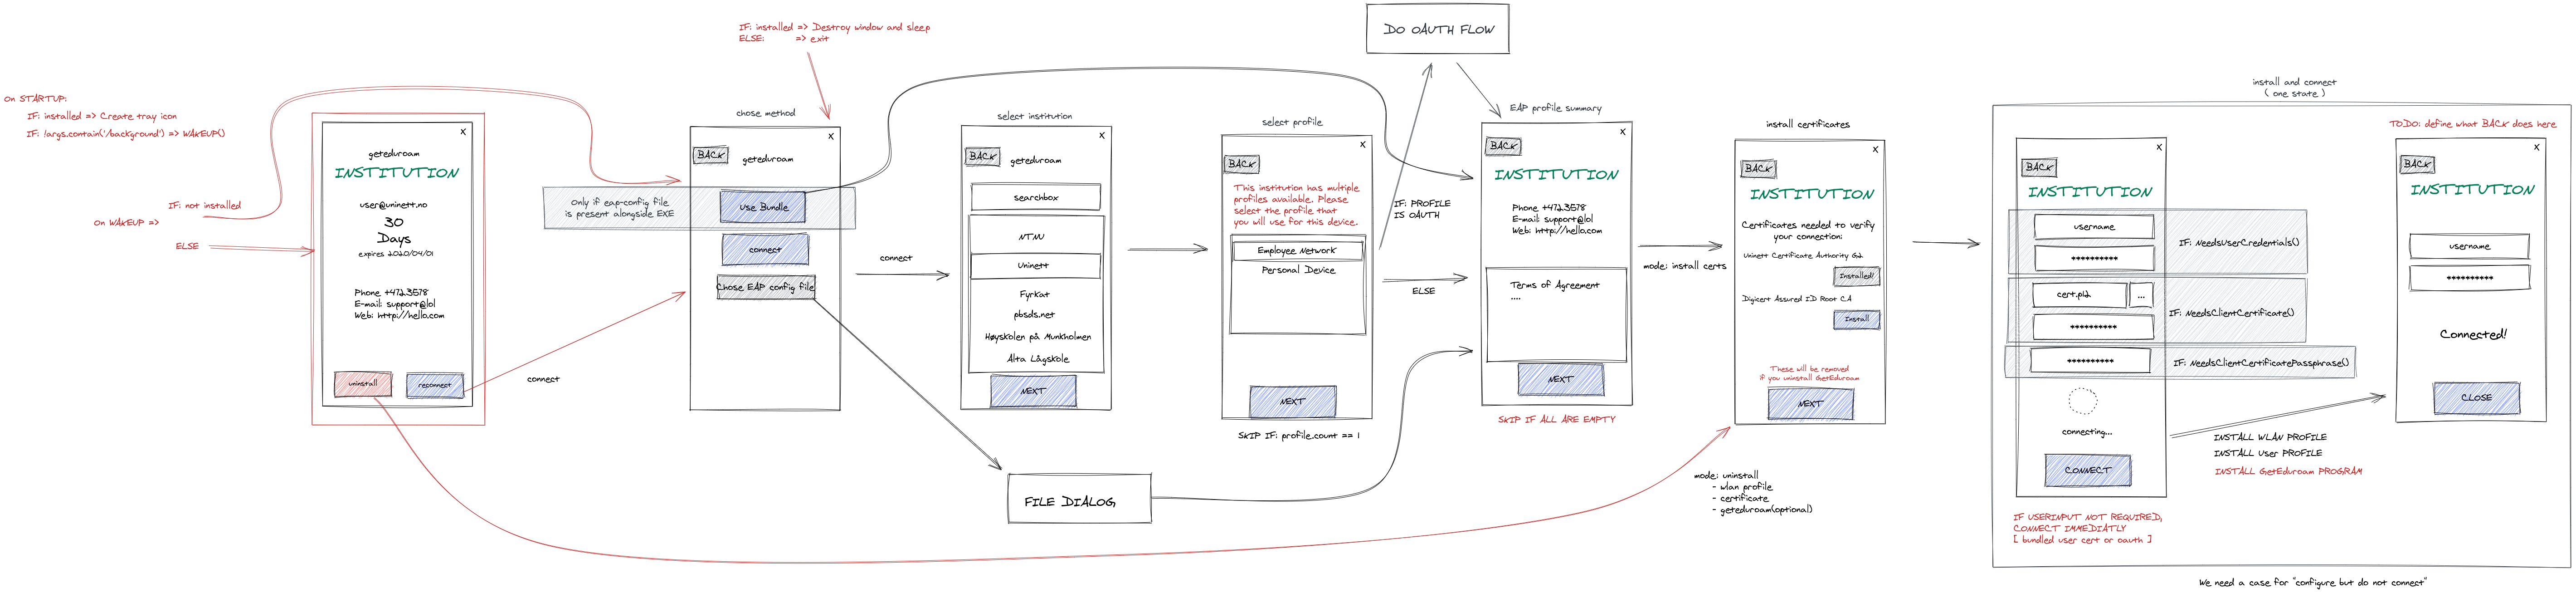 On STARTUP:
IF: installed => Create tray icon
IF: !args.contain('/background') => WAKEUP()
On WAKEUP =>
IF: not installed
ELSE
x
geteduroam
INSTITUTION
user@uninett.no
30
Days
expires 2020/04/01
Phone +4723578
E-mail: support@lol
Web: http://hello.com
uninstall
reconnect
connect
IF: installed => Destroy window and sleep
ELSE: => exit
chose method
x
BACK
geteduroam
Only if eap-config file
is present alongside EXE
Use Bundle
connect
Chose EAP config file
connect
select institution
x
BACK
geteduroam
searchbox
NTNU
Uninett
Fyrkat
pbsds.net
Høyskolen på Munkholmen
Alta Lågskole
NEXT
FILE DIALOG
select profile
x
BACK
This institution has multiple
profiles available. Please
select the profile that
you will use for this device.
Employee Network
Personal Device
NEXT
SKIP IF: profile.count == 1
DO OAUTH FLOW
IF: PROFILE
IS OAUTH
ELSE
EAP profile summary
x
BACK
INSTITUTION
Phone +4723578
E-mail: support@lol
Web: http://hello.com
Terms of Agreement
....
NEXT
SKIP IF ALL ARE EMPTY
mode: install certs
install certificates
x
BACK
INSTITUTION
Certificates needed to verify
your connection:
Uninett Certificate Authority G2
Installed!
Digicert Assured ID Root CA
Install
These will be removed
if you uninstall GetEduroam
NEXT
mode: uninstall
- wlan profile
- certificate
- geteduroam(optional)
install and connect
( one state )
x
BACK
INSTITUTION
username
**********
IF: NeedsUserCredentials()
cert.p12
...
**********
IF: NeedsClientCertificate()
**********
IF: NeedsClientCertificatePassphrase()
connecting...
CONNECT
IF USERINPUT NOT REQUIRED,
CONNECT IMMEDIATLY
[ bundled user cert or oauth ]
INSTALL WLAN PROFILE
INSTALL User PROFILE
INSTALL GetEduroam PROGRAM
TODO: define what BACK does here
x
BACK
INSTITUTION
username
**********
Connected!
CLOSE
We need a case for "configure but do not connect"